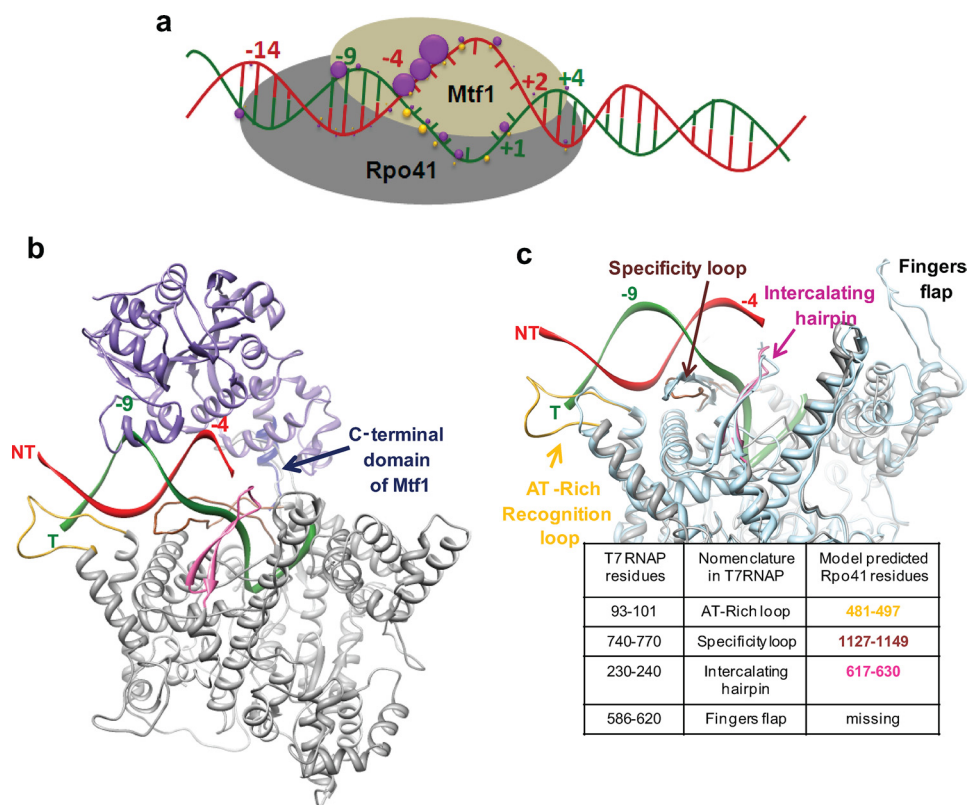 a
-14
-9
-4
Mtf1
+2
+4
Rpo41
+1
b
-9
-4
NT
T
C-terminal
domain
of Mtf1
c
Specificity loop
-9
-4
Intercalating
hairpin
Fingers
flap
NT
T
AT-Rich
Recognition
loop
T7 RNAP residues | Nomenclature in T7RNAP | Model predicted Rpo41 residues
93-101 | AT-Rich loop | 481-497
740-770 | Specificity loop | 1127-1149
230-240 | Intercalating hairpin | 617-630
586-620 | Fingers flap | missing